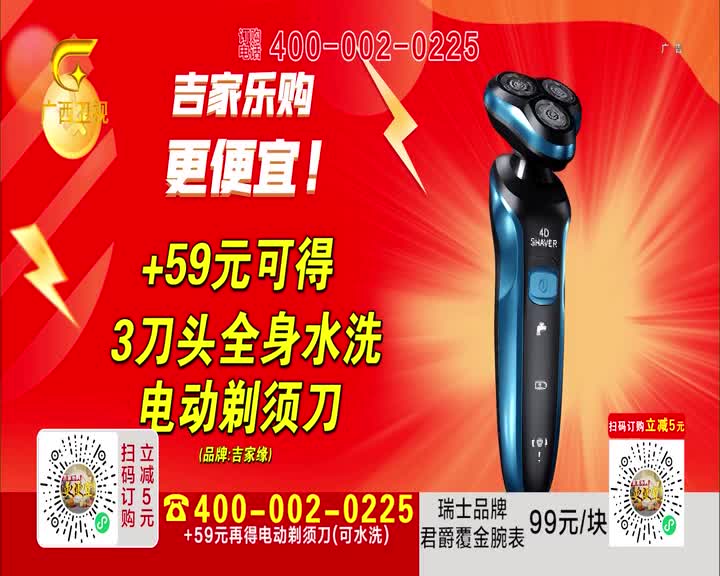 订购电话 400-002-0225
广告
广西卫视
吉家乐购
更便宜！
+59元可得
3刀头全身水洗
电动剃须刀
(品牌:吉家缘)
4D
SHAVER
扫码订购
立减5元
☎400-002-0225
+59元再得电动剃须刀(可水洗)
瑞士品牌
君爵覆金腕表
99元/块
扫码订购立减5元